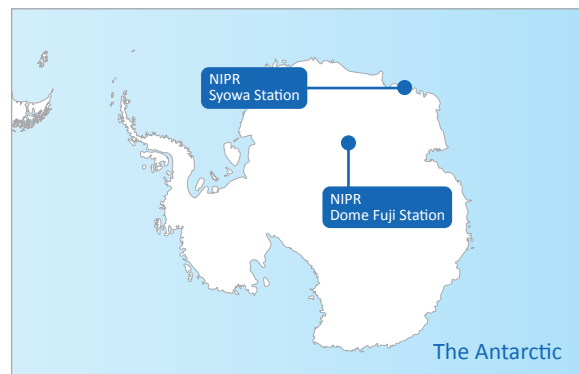 NIPR
Syowa Station
NIPR
Dome Fuji Station
The Antarctic